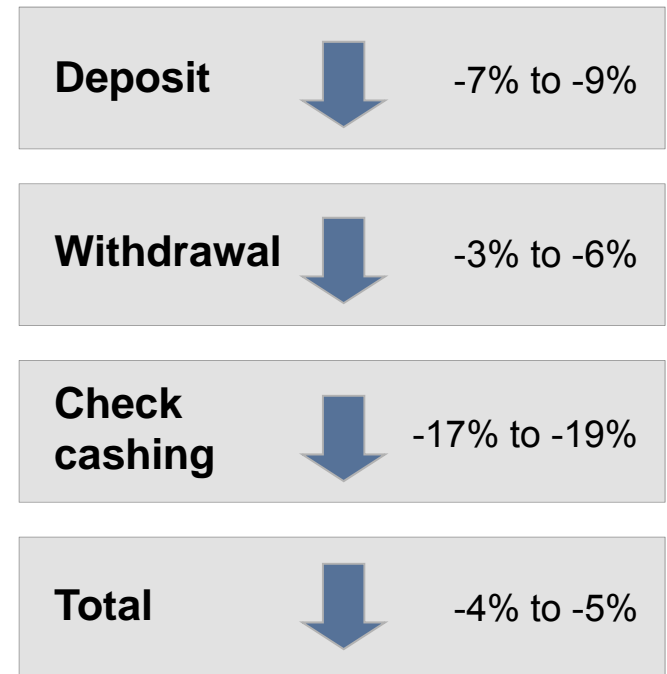 Deposit -7% to -9%
Withdrawal -3% to -6%
Check
cashing
-17% to -19%
Total -4% to -5%